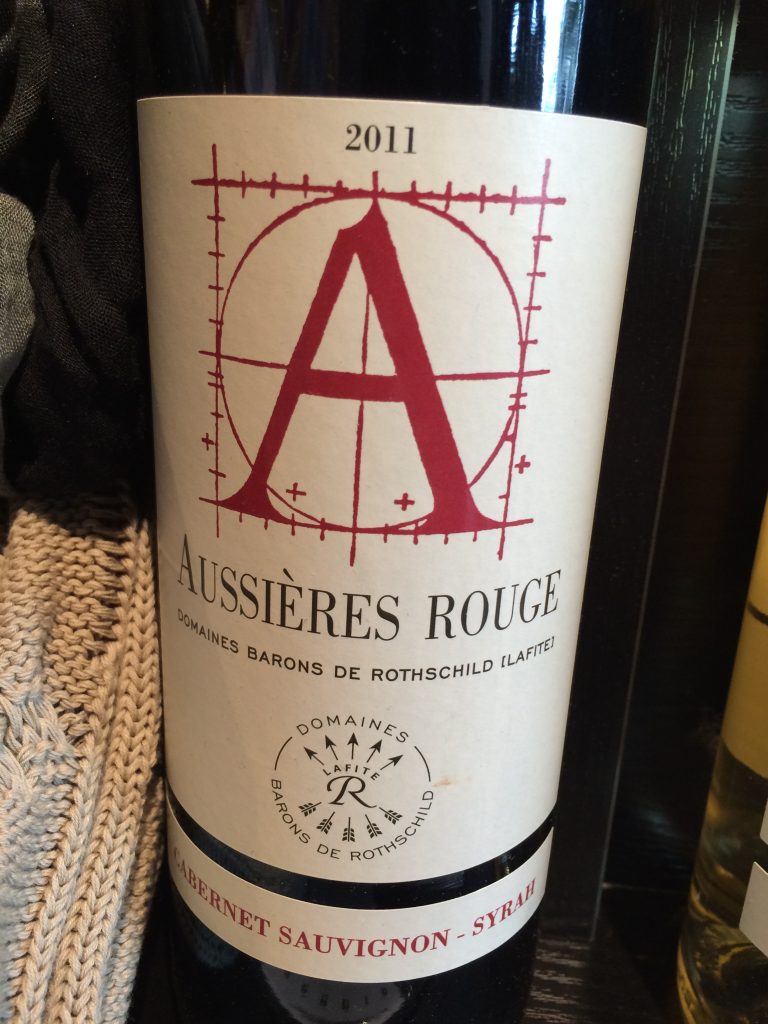 2011
A
AUSSIÈRES ROUGE
DOMAINES BARONS DE ROTHSCHILD [LAFITE]
DOMAINES
LAFITE
R
BARONS DE ROTHSCHILD
CABERNET SAUVIGNON - SYRAH